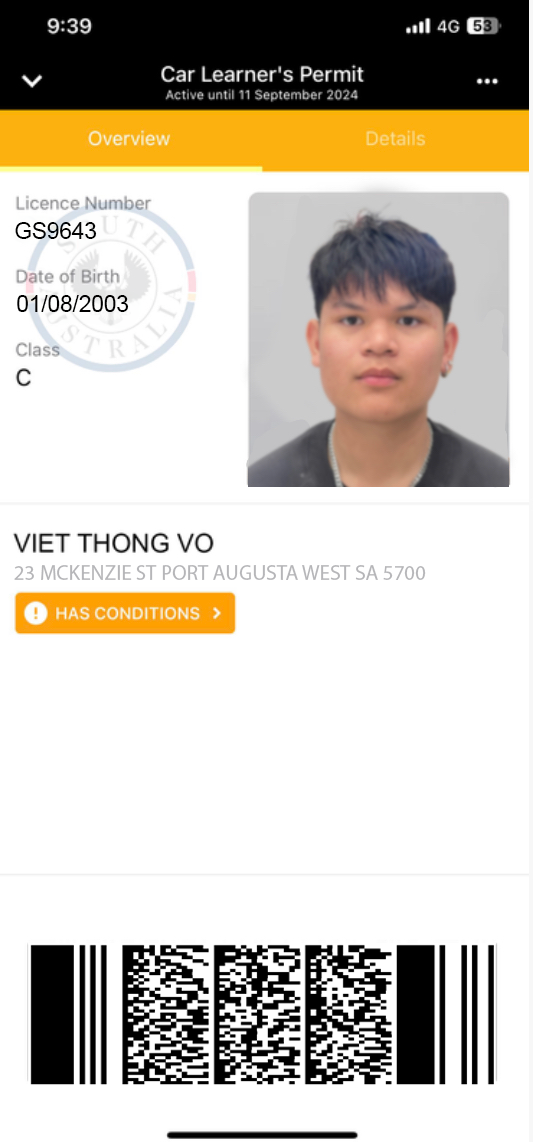 9:39
4G 53
Car Learner's Permit
Active until 11 September 2024
Overview
Details
Licence Number
GS9643
Date of Birth
01/08/2003
Class
C
SOUTH
AUSTRALIA
VIET THONG VO
23 MCKENZIE ST PORT AUGUSTA WEST SA 5700
HAS CONDITIONS